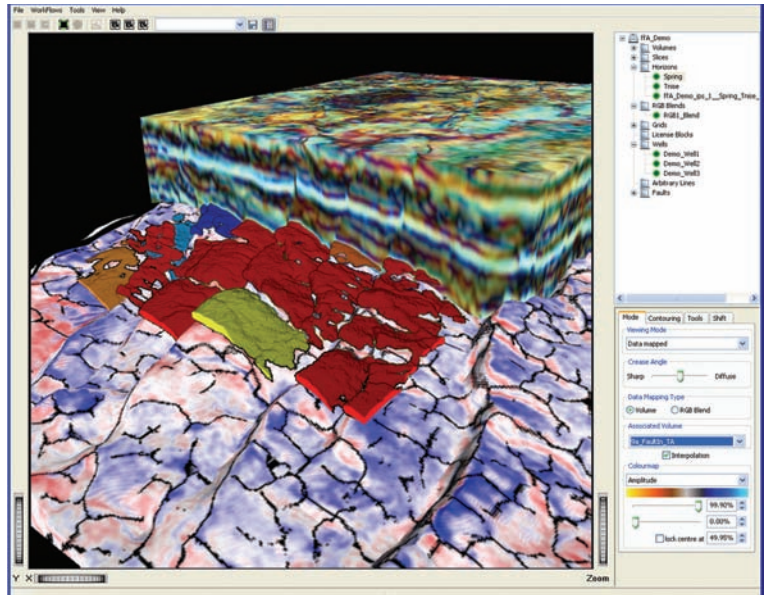 File WorkFlows Tools View Help
ffA_Demo
Volumes
Slices
Horizons
Spring
Trose
ffA_Demo_ips_1__Spring_Trose_
RGB Blends
RGB1_Blend
Grids
License Blocks
Wells
Demo_Well1
Demo_Well2
Demo_Well3
Arbitrary Lines
Faults
Mode Contouring Tools Shift
Viewing Mode
Data mapped
Crease Angle
Sharp Diffuse
Data Mapping Type
Volume RGB Blend
Associated Volume
Interpolation
Colourmap
Amplitude
99.90%
0.00%
lock centre at 49.95%
Y X Zoom